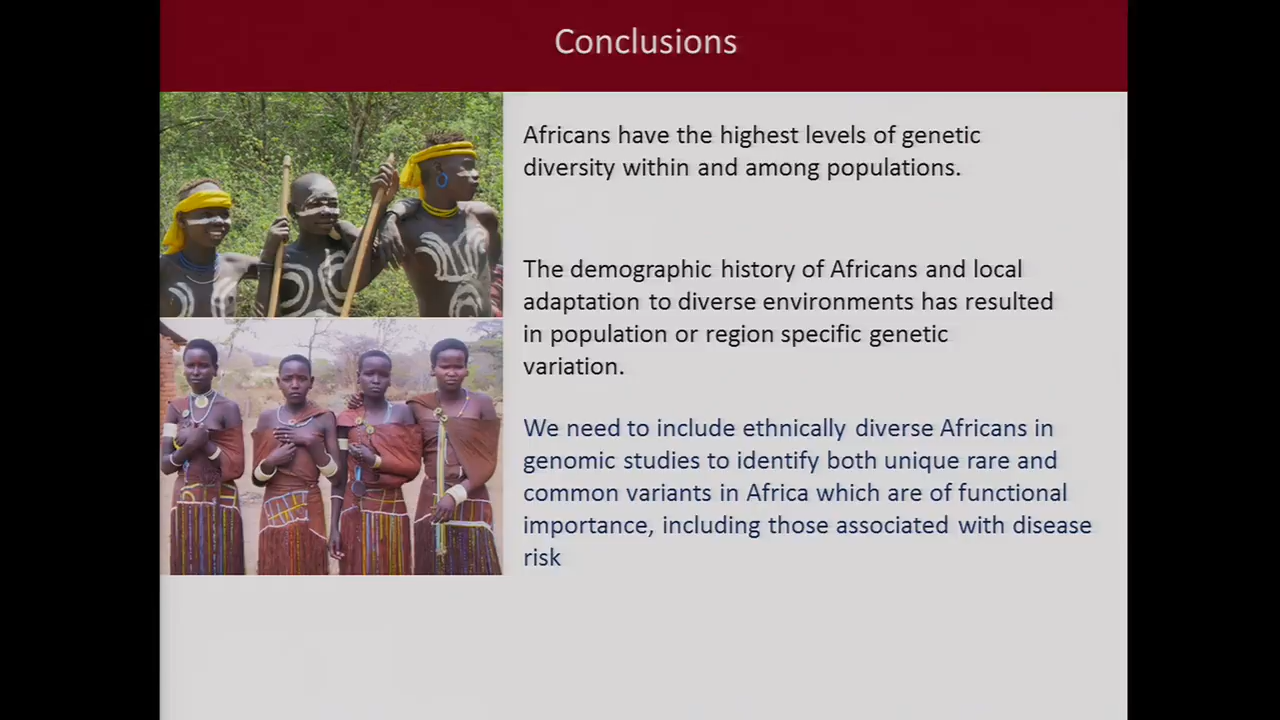 Conclusions
Africans have the highest levels of genetic
diversity within and among populations.
The demographic history of Africans and local
adaptation to diverse environments has resulted
in population or region specific genetic
variation.
We need to include ethnically diverse Africans in
genomic studies to identify both unique rare and
common variants in Africa which are of functional
importance, including those associated with disease
risk